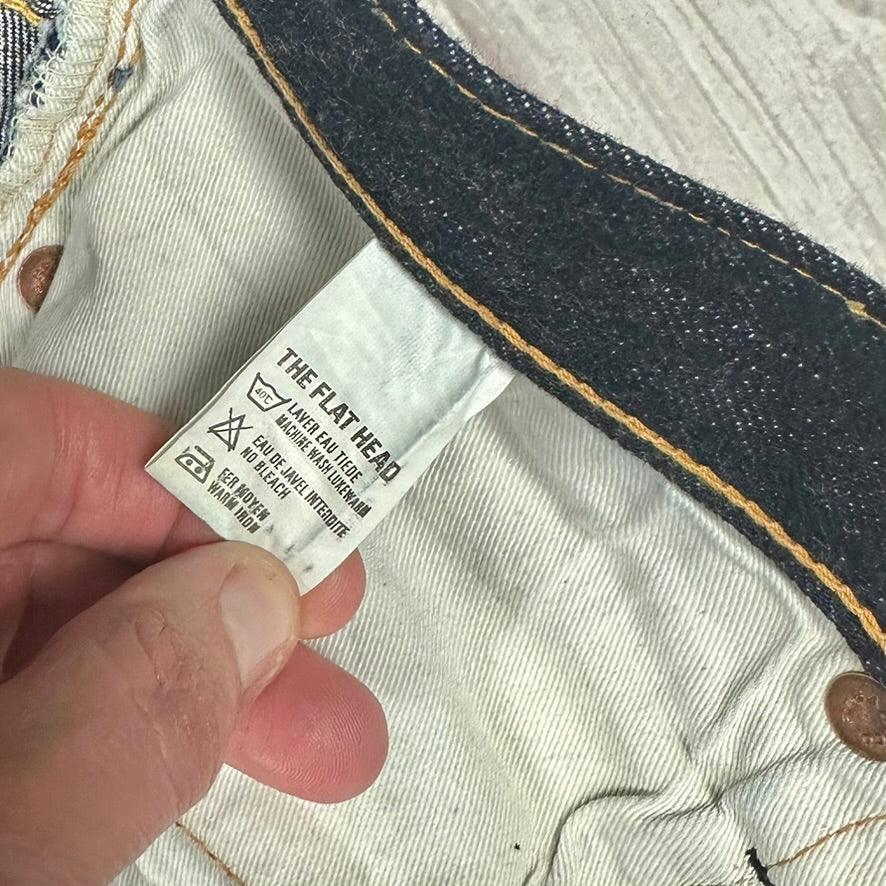 THE FLAT HEAD
40℃
LAVER EAU TIEDE
MACHINE WASH LUKEWARM
EAU DE JAVEL INTERDITE
NO BLEACH
FER MOYEN
WARM IRON